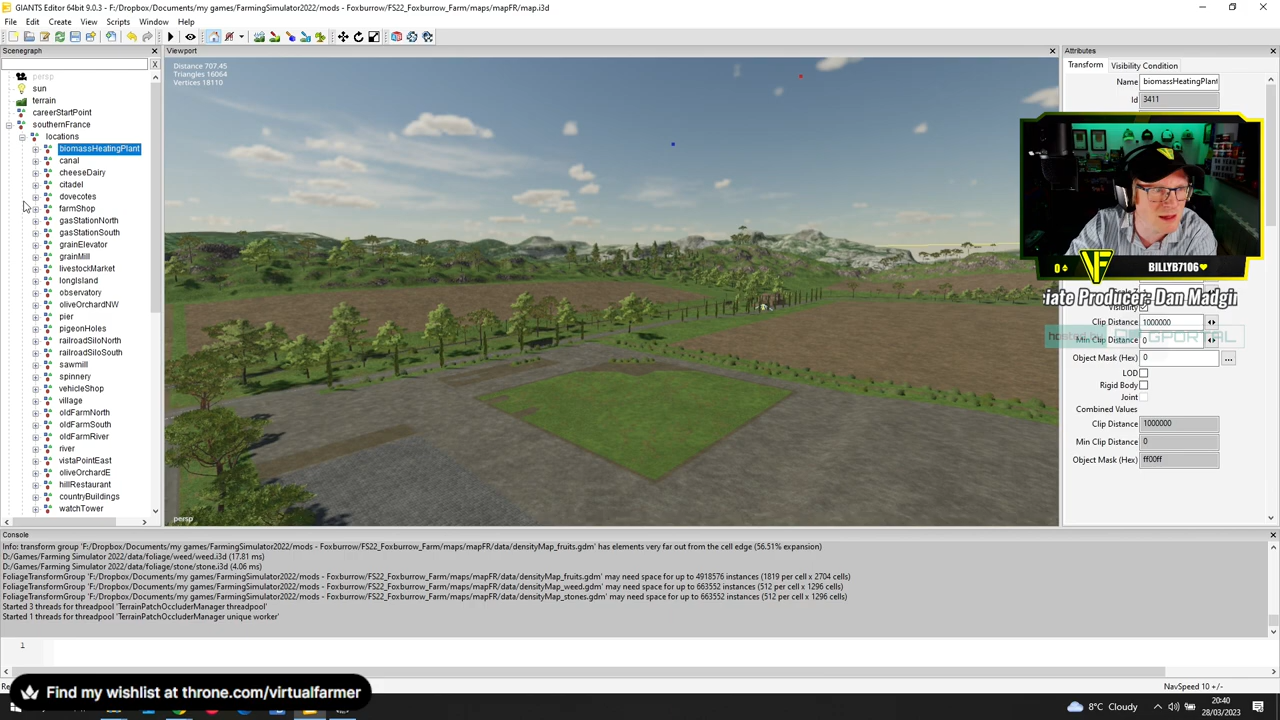 GIANTS Editor 64bit 9.0.3 - F:/Dropbox/Documents/my games/FarmingSimulator2022/mods - Foxburrow/FS22_Foxburrow_Farm/maps/mapFR/map.i3d
File Edit Create View Scripts Window Help
Scenegraph
Viewport
Attributes
X
Distance 707.45
Triangles 16064
Vertices 18110
persp
sun
terrain
careerStartPoint
southernFrance
locations
biomassHeatingPlant
canal
cheeseDairy
citadel
dovecotes
farmShop
gasStationNorth
gasStationSouth
grainElevator
grainMill
livestockMarket
longIsland
observatory
oliveOrchardNW
pier
pigeonHoles
railroadSiloNorth
railroadSiloSouth
sawmill
spinnery
vehicleShop
village
oldFarmNorth
oldFarmSouth
oldFarmRiver
river
vistaPointEast
oliveOrchardE
hillRestaurant
countryBuildings
watchTower
persp
Transform Visibility Condition
Name biomassHeatingPlant
Id 3411
0 VF BILLYB7106
ciate Producer: Dan Madgin
Visibility
Clip Distance 1000000
hosted by GPORTAL
Min Clip Distance 0
Object Mask (Hex) 0 ...
LOD
Rigid Body
Joint
Combined Values
Clip Distance 1000000
Min Clip Distance 0
Object Mask (Hex) ff00ff
Console
Info: transform group 'F:/Dropbox/Documents/my games/FarmingSimulator2022/mods - Foxburrow/FS22_Foxburrow_Farm/maps/mapFR/data/densityMap_fruits.gdm' has elements very far out from the cell edge (56.51% expansion)
D:/Games/Farming Simulator 2022/data/foliage/weed/weed.i3d (17.81 ms)
D:/Games/Farming Simulator 2022/data/foliage/stone/stone.i3d (4.06 ms)
FoliageTransformGroup 'F:/Dropbox/Documents/my games/FarmingSimulator2022/mods - Foxburrow/FS22_Foxburrow_Farm/maps/mapFR/data/densityMap_fruits.gdm' may need space for up to 4918576 instances (1819 per cell x 2704 cells)
FoliageTransformGroup 'F:/Dropbox/Documents/my games/FarmingSimulator2022/mods - Foxburrow/FS22_Foxburrow_Farm/maps/mapFR/data/densityMap_weed.gdm' may need space for up to 663552 instances (512 per cell x 1296 cells)
FoliageTransformGroup 'F:/Dropbox/Documents/my games/FarmingSimulator2022/mods - Foxburrow/FS22_Foxburrow_Farm/maps/mapFR/data/densityMap_stones.gdm' may need space for up to 663552 instances (512 per cell x 1296 cells)
Started 3 threads for threadpool 'TerrainPatchOccluderManager threadpool'
Started 1 threads for threadpool 'TerrainPatchOccluderManager unique worker'
1
NavSpeed 10 +/-
Find my wishlist at throne.com/virtualfarmer
8°C Cloudy
20:40
28/03/2023